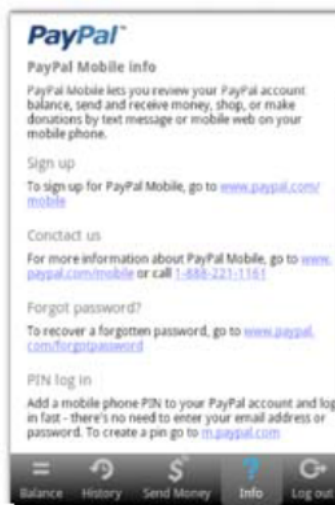 PayPal™
PayPal Mobile info
PayPal Mobile lets you review your PayPal account
balance, send and receive money, shop, or make
donations by text message or mobile web on your
mobile phone.
Sign up
To sign up for PayPal Mobile, go to www.paypal.com/
mobile
Conctact us
For more information about PayPal Mobile, go to www.
paypal.com/mobile or call 1-888-221-1161
Forgot password?
To recover a forgotten password, go to www.paypal.
com/forgotpassword
PIN log in
Add a mobile phone PIN to your PayPal account and log
in fast - there's no need to enter your email address or
password. To create a pin go to m.paypal.com
Balance History Send Money Info Log out